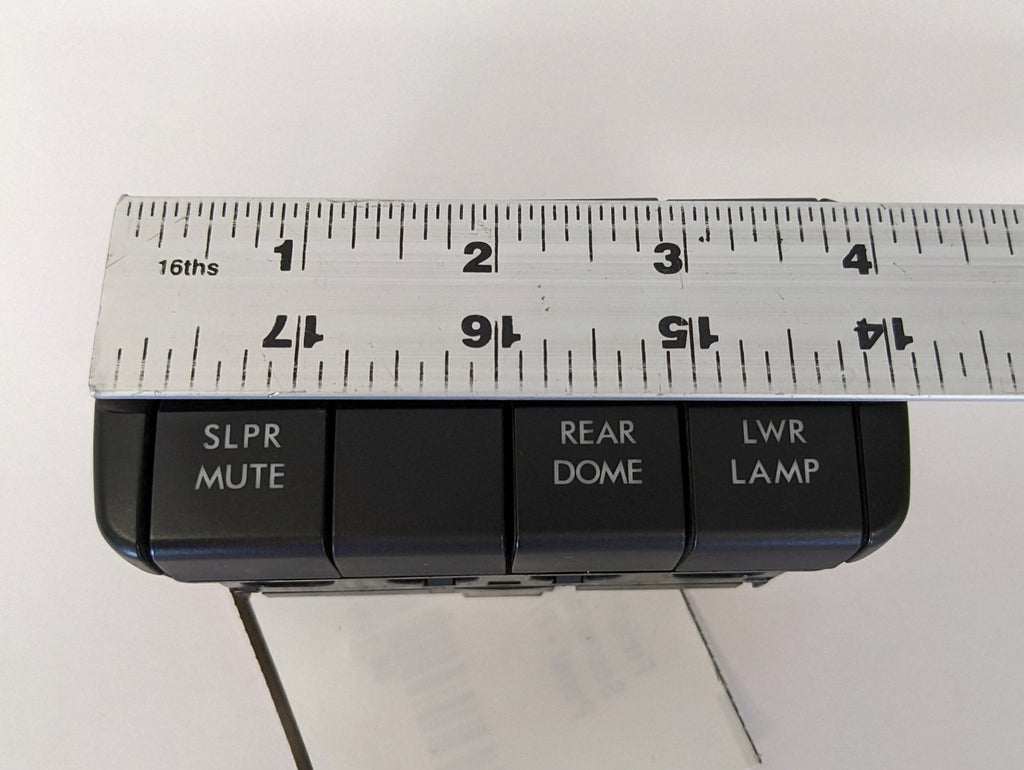 1 2 3 4
16ths
17 16 15 14
SLPR
MUTE
REAR
DOME
LWR
LAMP